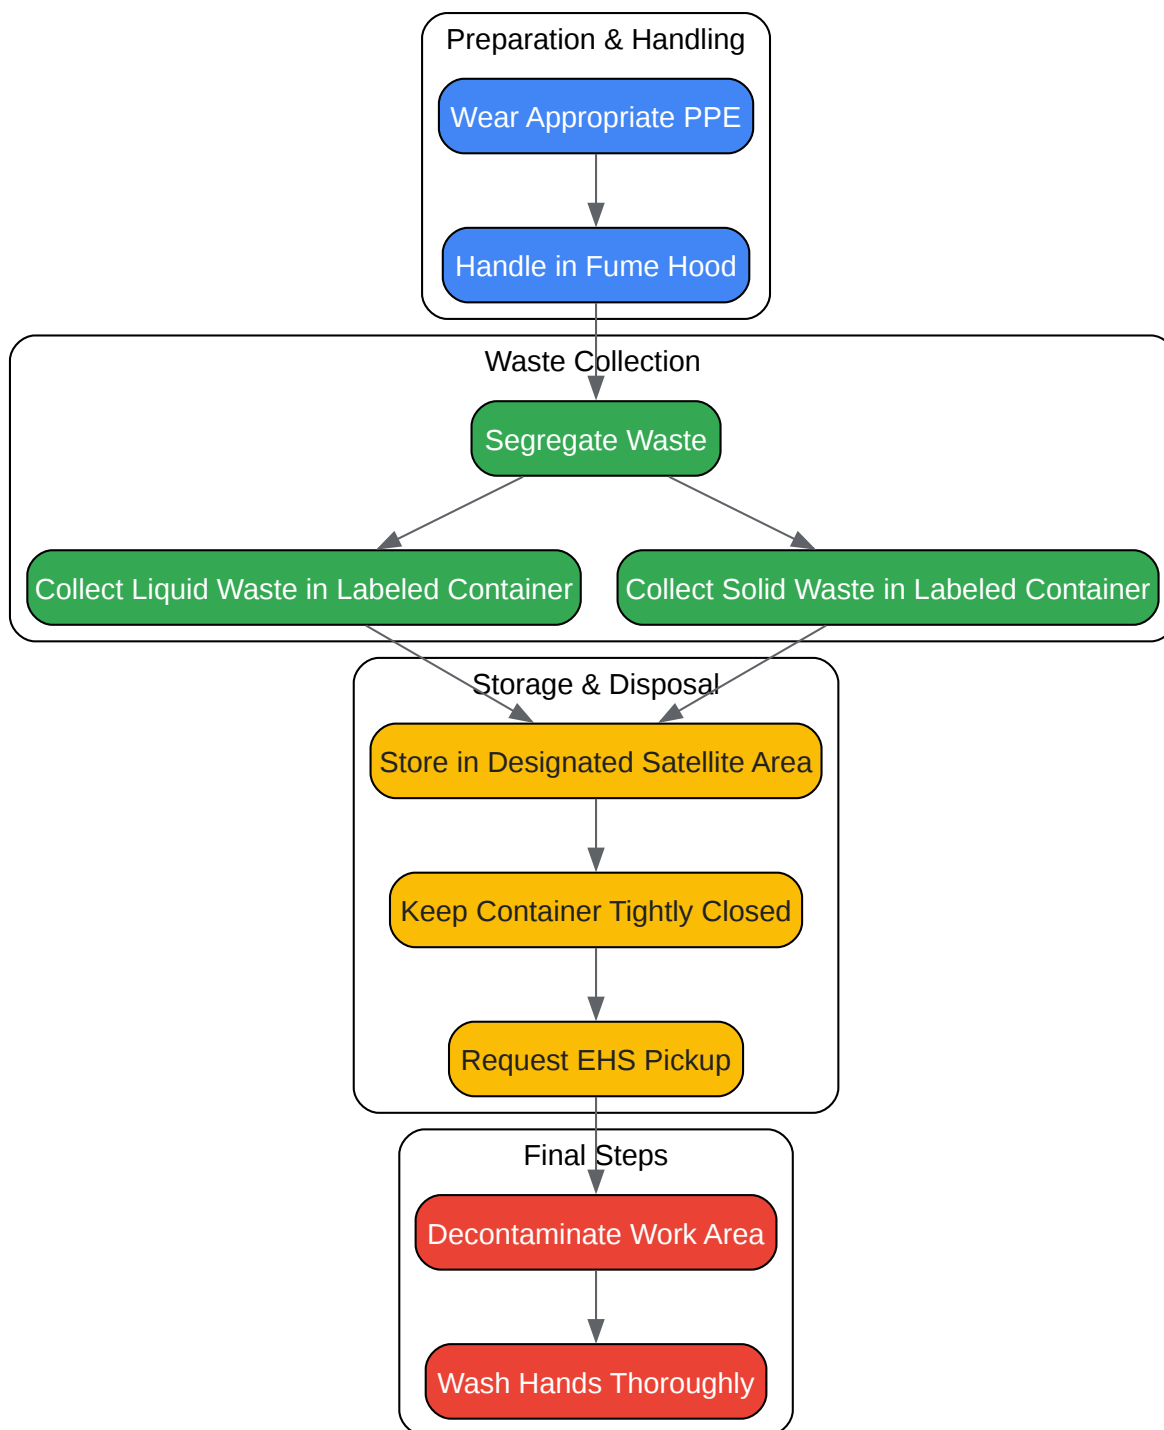 Preparation & Handling
Wear Appropriate PPE
Handle in Fume Hood
Waste Collection
Segregate Waste
Collect Liquid Waste in Labeled Container
Collect Solid Waste in Labeled Container
Storage & Disposal
Store in Designated Satellite Area
Keep Container Tightly Closed
Request EHS Pickup
Final Steps
Decontaminate Work Area
Wash Hands Thoroughly